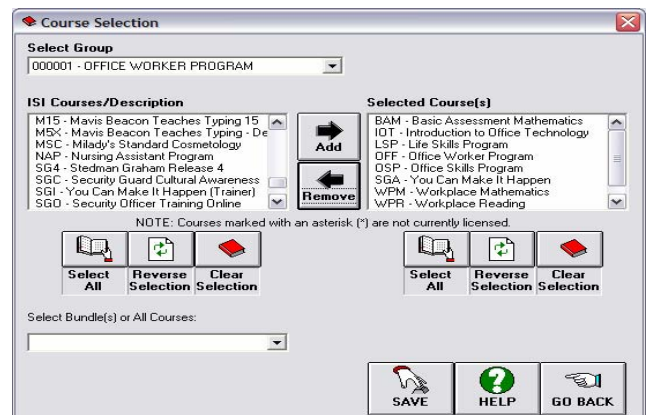 Course Selection
Select Group
000001 - OFFICE WORKER PROGRAM
ISI Courses/Description
M15 - Mavis Beacon Teaches Typing 15
M5X - Mavis Beacon Teaches Typing - De
MSC - Milady's Standard Cosmetology
NAP - Nursing Assistant Program
SG4 - Stedman Graham Release 4
SGC - Security Guard Cultural Awareness
SGI - You Can Make It Happen (Trainer)
SGO - Security Officer Training Online
Add
Remove
Selected Course(s)
BAM - Basic Assessment Mathematics
IOT - Introduction to Office Technology
LSP - Life Skills Program
OFF - Office Worker Program
OSP - Office Skills Program
SGA - You Can Make It Happen
WPM - Workplace Mathematics
WPR - Workplace Reading
NOTE: Courses marked with an asterisk (*) are not currently licensed.
Select All
Reverse Selection
Clear Selection
Select All
Reverse Selection
Clear Selection
Select Bundle(s) or All Courses:
SAVE
HELP
GO BACK